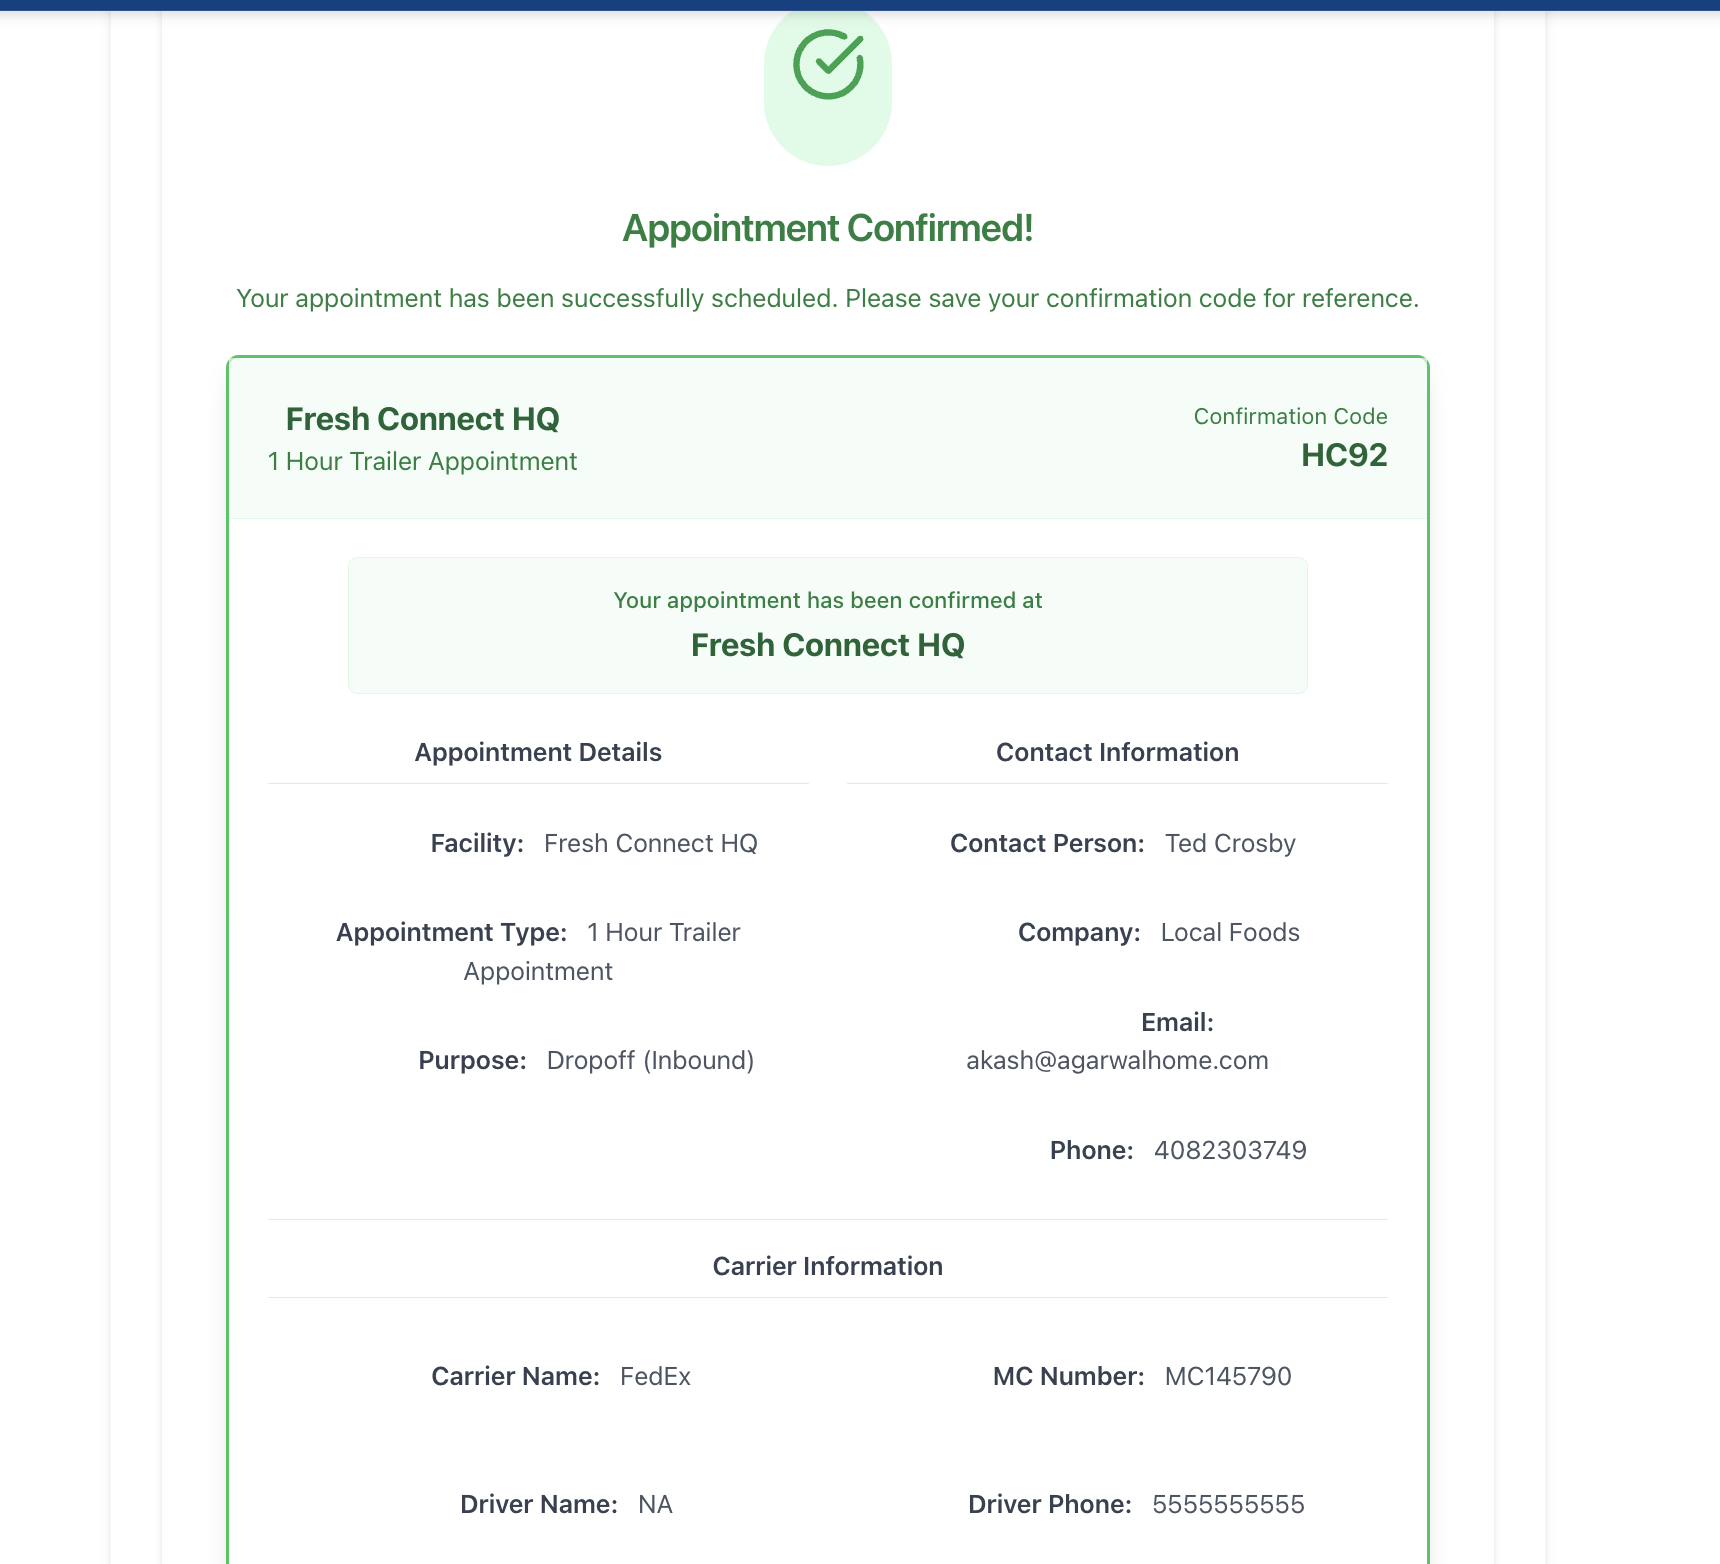 Appointment Confirmed!
Your appointment has been successfully scheduled. Please save your confirmation code for reference.
Fresh Connect HQ
1 Hour Trailer Appointment
Confirmation Code
HC92
Your appointment has been confirmed at
Fresh Connect HQ
Appointment Details
Facility: Fresh Connect HQ
Appointment Type: 1 Hour Trailer
Appointment
Purpose: Dropoff (Inbound)
Contact Information
Contact Person: Ted Crosby
Company: Local Foods
Email:
akash@agarwalhome.com
Phone: 4082303749
Carrier Information
Carrier Name: FedEx
MC Number: MC145790
Driver Name: NA
Driver Phone: 5555555555